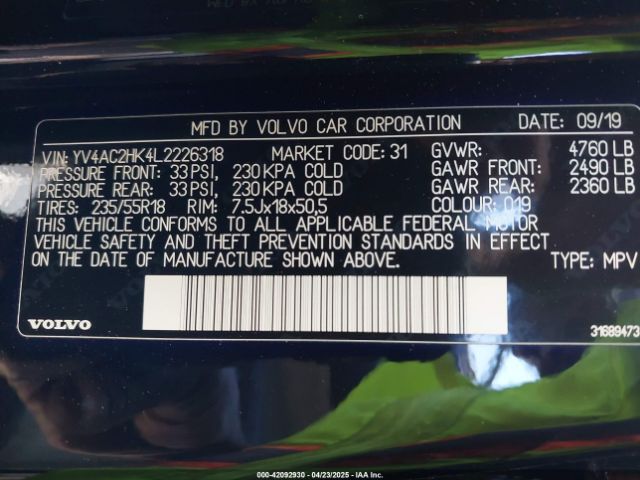 MFD BY VOLVO CAR CORPORATION DATE: 09/19
VIN: YV4AC2HK4L2226318 MARKET CODE: 31 GVWR: 4760 LB
PRESSURE FRONT: 33 PSI, 230 KPA COLD GAWR FRONT: 2490 LB
PRESSURE REAR: 33 PSI, 230 KPA COLD GAWR REAR: 2360 LB
TIRES: 235/55R18 RIM: 7.5Jx18x50,5 COLOUR: 019
THIS VEHICLE CONFORMS TO ALL APPLICABLE FEDERAL MOTOR
VEHICLE SAFETY AND THEFT PREVENTION STANDARDS IN EFFECT
ON THE DATE OF MANUFACTURE SHOWN ABOVE. TYPE: MPV
VOLVO 31689473
000-42092930 - 04/23/2025 - IAA Inc.